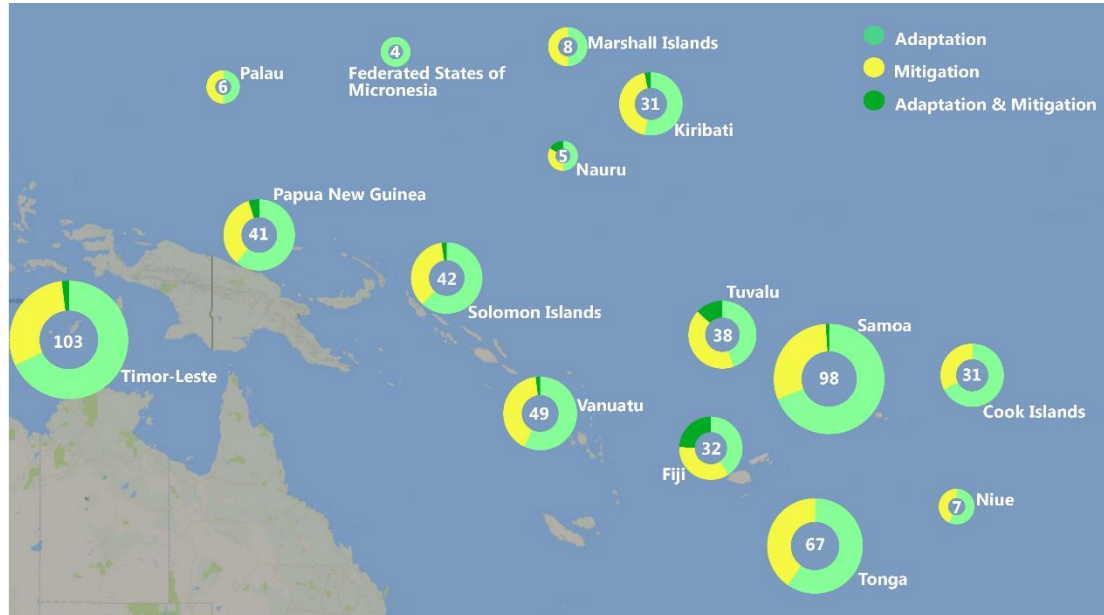 8
Marshall Islands
Adaptation
4
Federated States of
Micronesia
Palau
6
Mitigation
Adaptation & Mitigation
31
Kiribati
5
Nauru
Papua New Guinea
41
42
Solomon Islands
Tuvalu
38
Samoa
98
103
Timor-Leste
31
Cook Islands
49
Vanuatu
32
Fiji
7
Niue
67
Tonga